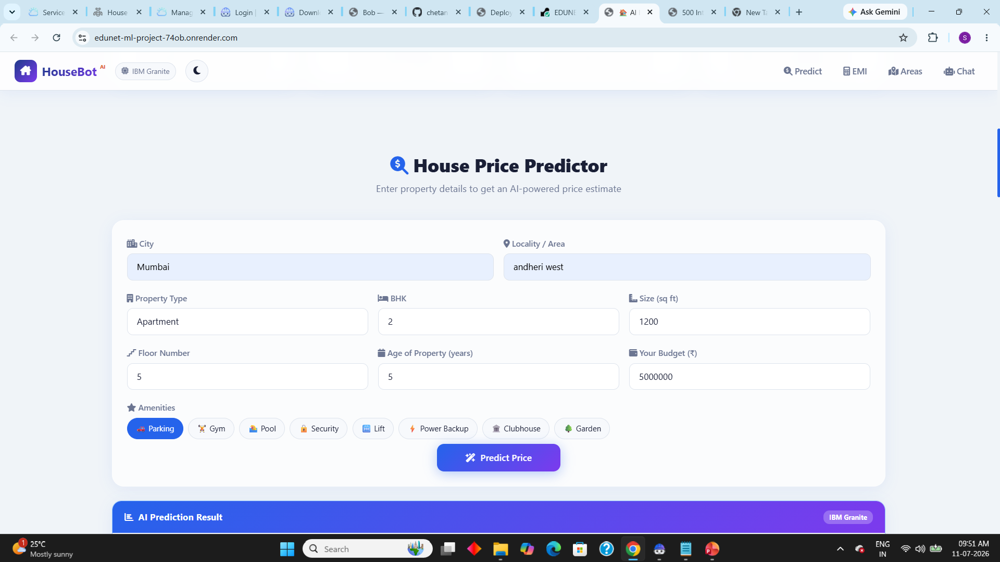 Service
House
Manag
Login |
Downl
Bob —
chetan
Deploy
EDUNE
AI
500 Int
New Ta
Ask Gemini
edunet-ml-project-74ob.onrender.com
S
HouseBot AI
IBM Granite
Predict
EMI
Areas
Chat
House Price Predictor
Enter property details to get an AI-powered price estimate
City
Locality / Area
Mumbai
andheri west
Property Type
BHK
Size (sq ft)
Apartment
2
1200
Floor Number
Age of Property (years)
Your Budget (₹)
5
5
5000000
Amenities
Parking
Gym
Pool
Security
Lift
Power Backup
Clubhouse
Garden
Predict Price
AI Prediction Result
IBM Granite
1
25°C
Mostly sunny
Search
ENG
IN
09:51 AM
11-07-2026